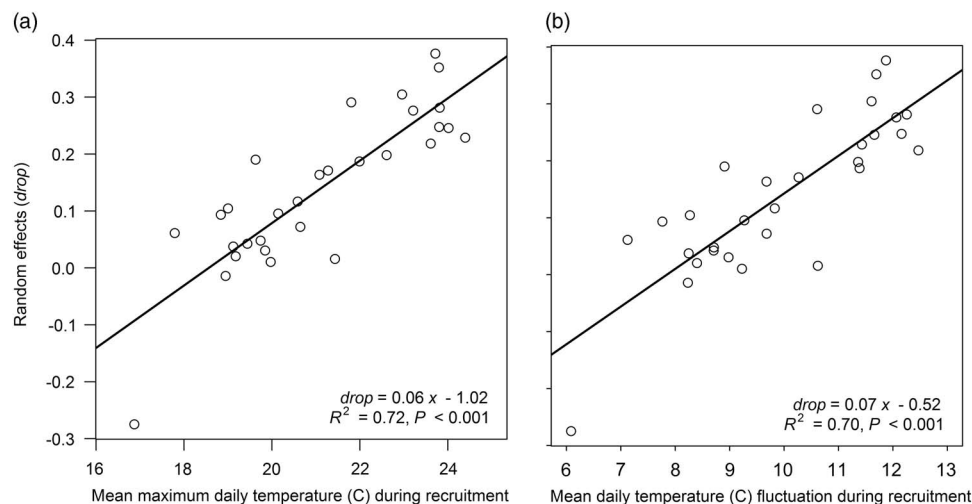 (a)
0.4
0.3
0.2
0.1
0.0
-0.1
-0.2
-0.3
Random effects (drop)
drop = 0.06 x - 1.02
R² = 0.72, P < 0.001
16 18 20 22 24
Mean maximum daily temperature (C) during recruitment
(b)
drop = 0.07 x - 0.52
R² = 0.70, P < 0.001
6 7 8 9 10 11 12 13
Mean daily temperature (C) fluctuation during recruitment